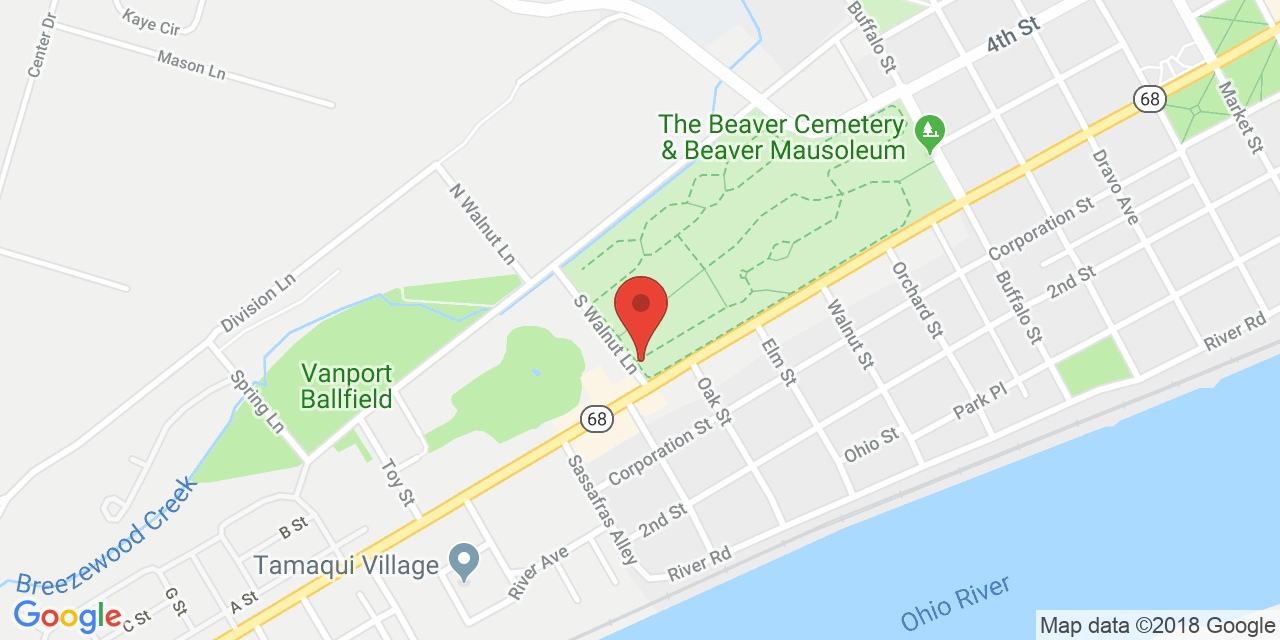 Kaye Cir
Center Dr
Mason Ln
Buffalo St
4th St
68
Market St
The Beaver Cemetery
& Beaver Mausoleum
Dravo Ave
N Walnut Ln
Corporation St
Division Ln
Orchard St
2nd St
Buffalo St
S Walnut Ln
Walnut St
River Rd
Elm St
Vanport
Ballfield
Spring Ln
Oak St
Park Pl
68
Corporation St
Ohio St
Toy St
Sassafras Alley
2nd St
Breezewood Creek
B St
Tamaqui Village
River Ave
River Rd
G St
A St
C St
Ohio River
Google
Map data ©2018 Google